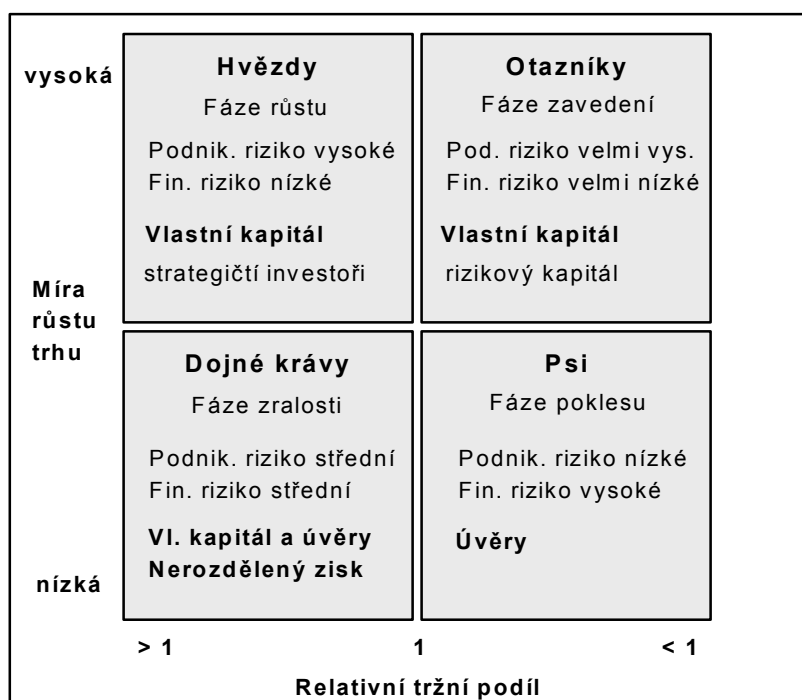 vysoká
Hvězdy
Fáze růstu
Podnik. riziko vysoké
Fin. riziko nízké
Vlastní kapitál
strategičtí investoři
Otazníky
Fáze zavedení
Pod. riziko velmi vys.
Fin. riziko velmi nízké
Vlastní kapitál
rizikový kapitál
Míra
růstu
trhu
Dojné krávy
Fáze zralosti
Podnik. riziko střední
Fin. riziko střední
Vl. kapitál a úvěry
Nerozdělený zisk
Psi
Fáze poklesu
Podnik. riziko nízké
Fin. riziko vysoké
Úvěry
nízká
> 1
1
< 1
Relativní tržní podíl